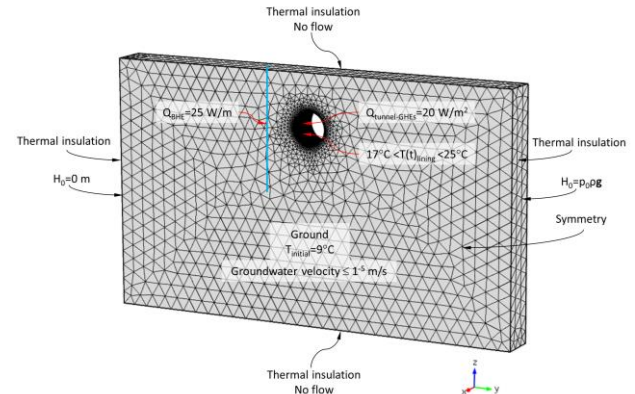 Thermal insulation
No flow
Q_BHE=25 W/m
Q_tunnel-GHEs=20 W/m²
17°C <T(t)_lining <25°C
Thermal insulation
Thermal insulation
H₀=0 m
H₀=p₀ρg
Symmetry
Ground
T_initial=9°C
Groundwater velocity ≤ 1⁻⁵ m/s
Thermal insulation
No flow
z
x
y